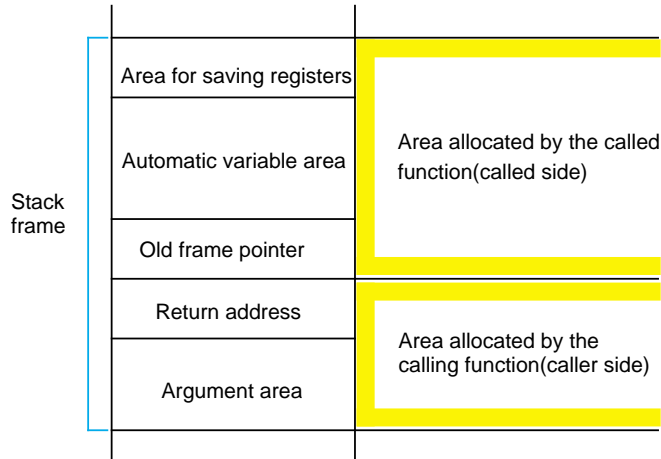 Stack
frame
Area for saving registers
Automatic variable area
Old frame pointer
Return address
Argument area
Area allocated by the called
function(called side)
Area allocated by the
calling function(caller side)